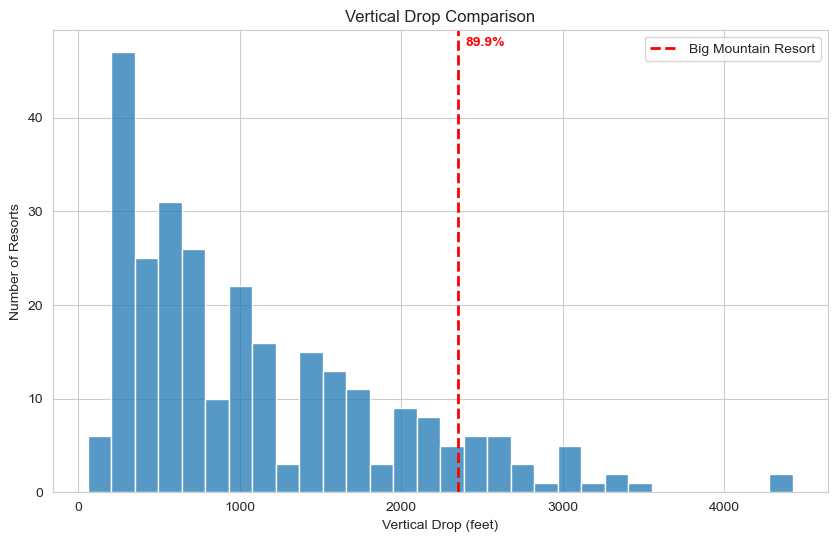 Vertical Drop Comparison
89.9%
Big Mountain Resort
Number of Resorts
40
30
20
10
0
0 1000 2000 3000 4000
Vertical Drop (feet)